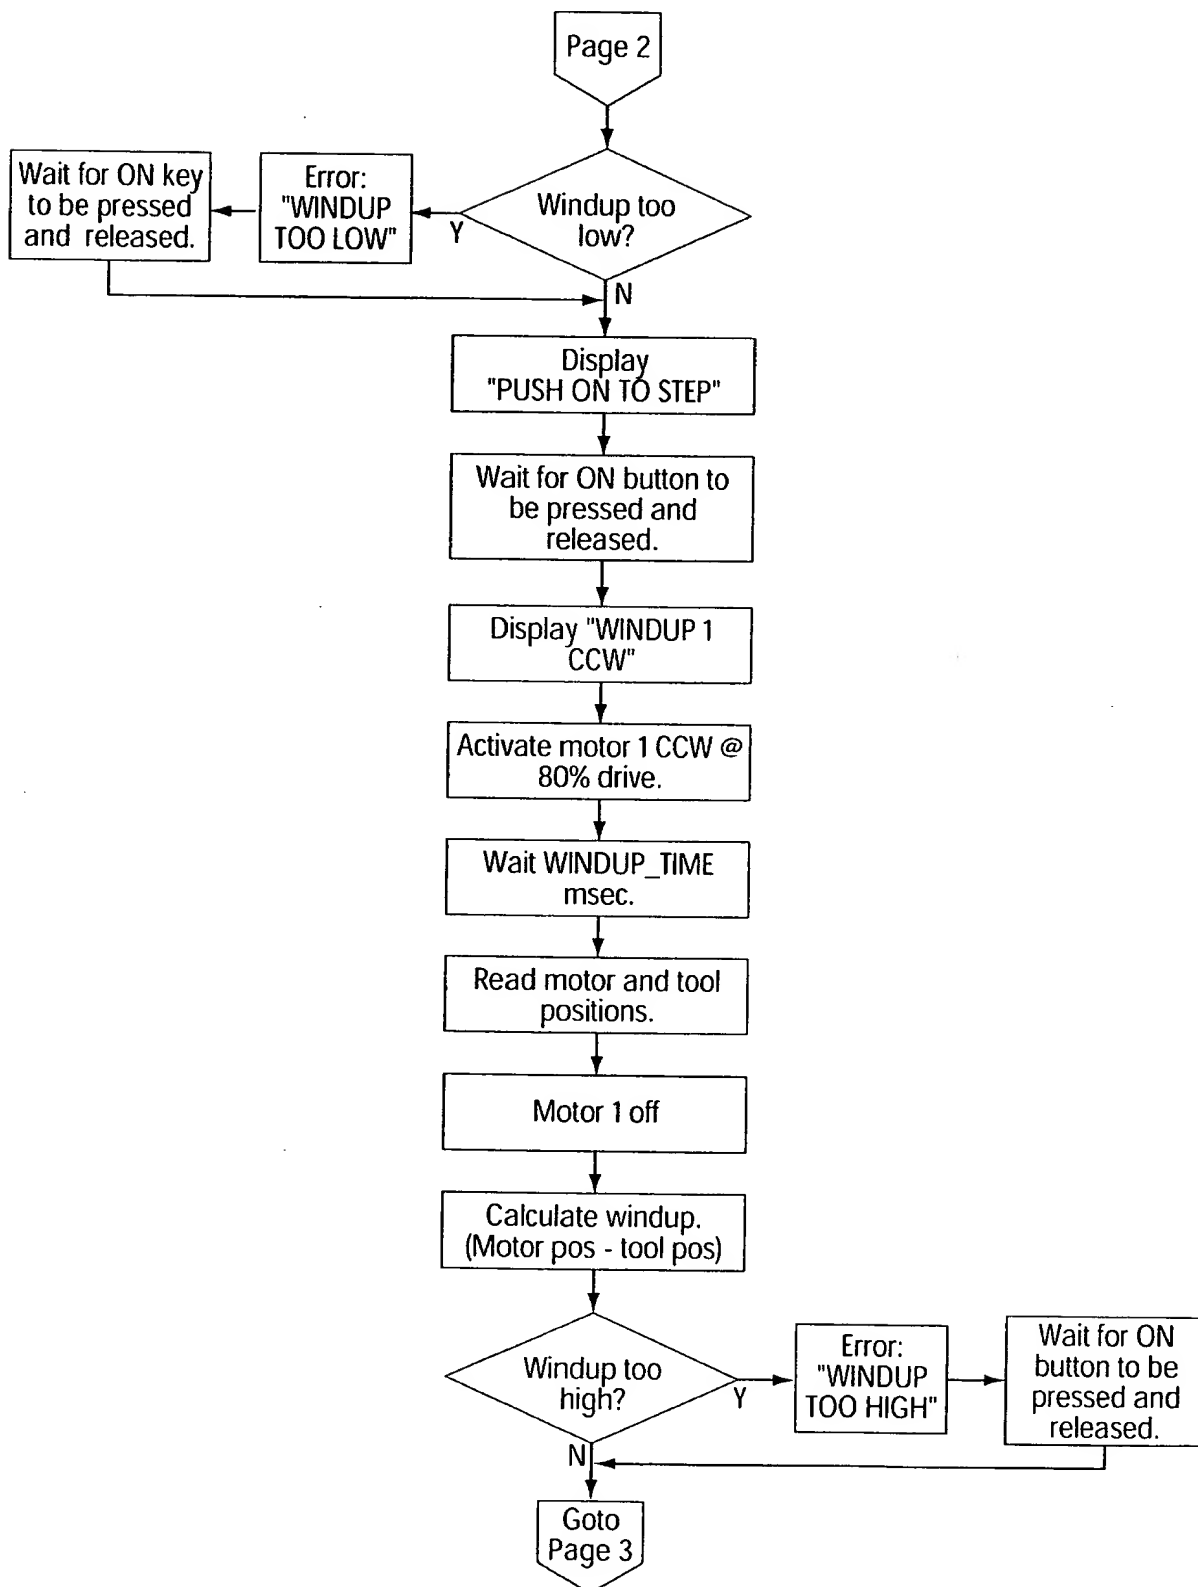 Page 2
Windup too
low?
Y
Error:
"WINDUP
TOO LOW"
Wait for ON key
to be pressed
and released.
N
Display
"PUSH ON TO STEP"
Wait for ON button to
be pressed and
released.
Display "WINDUP 1
CCW"
Activate motor 1 CCW @
80% drive.
Wait WINDUP_TIME
msec.
Read motor and tool
positions.
Motor 1 off
Calculate windup.
(Motor pos - tool pos)
Windup too
high?
Y
Error:
"WINDUP
TOO HIGH"
Wait for ON
button to be
pressed and
released.
N
Goto
Page 3